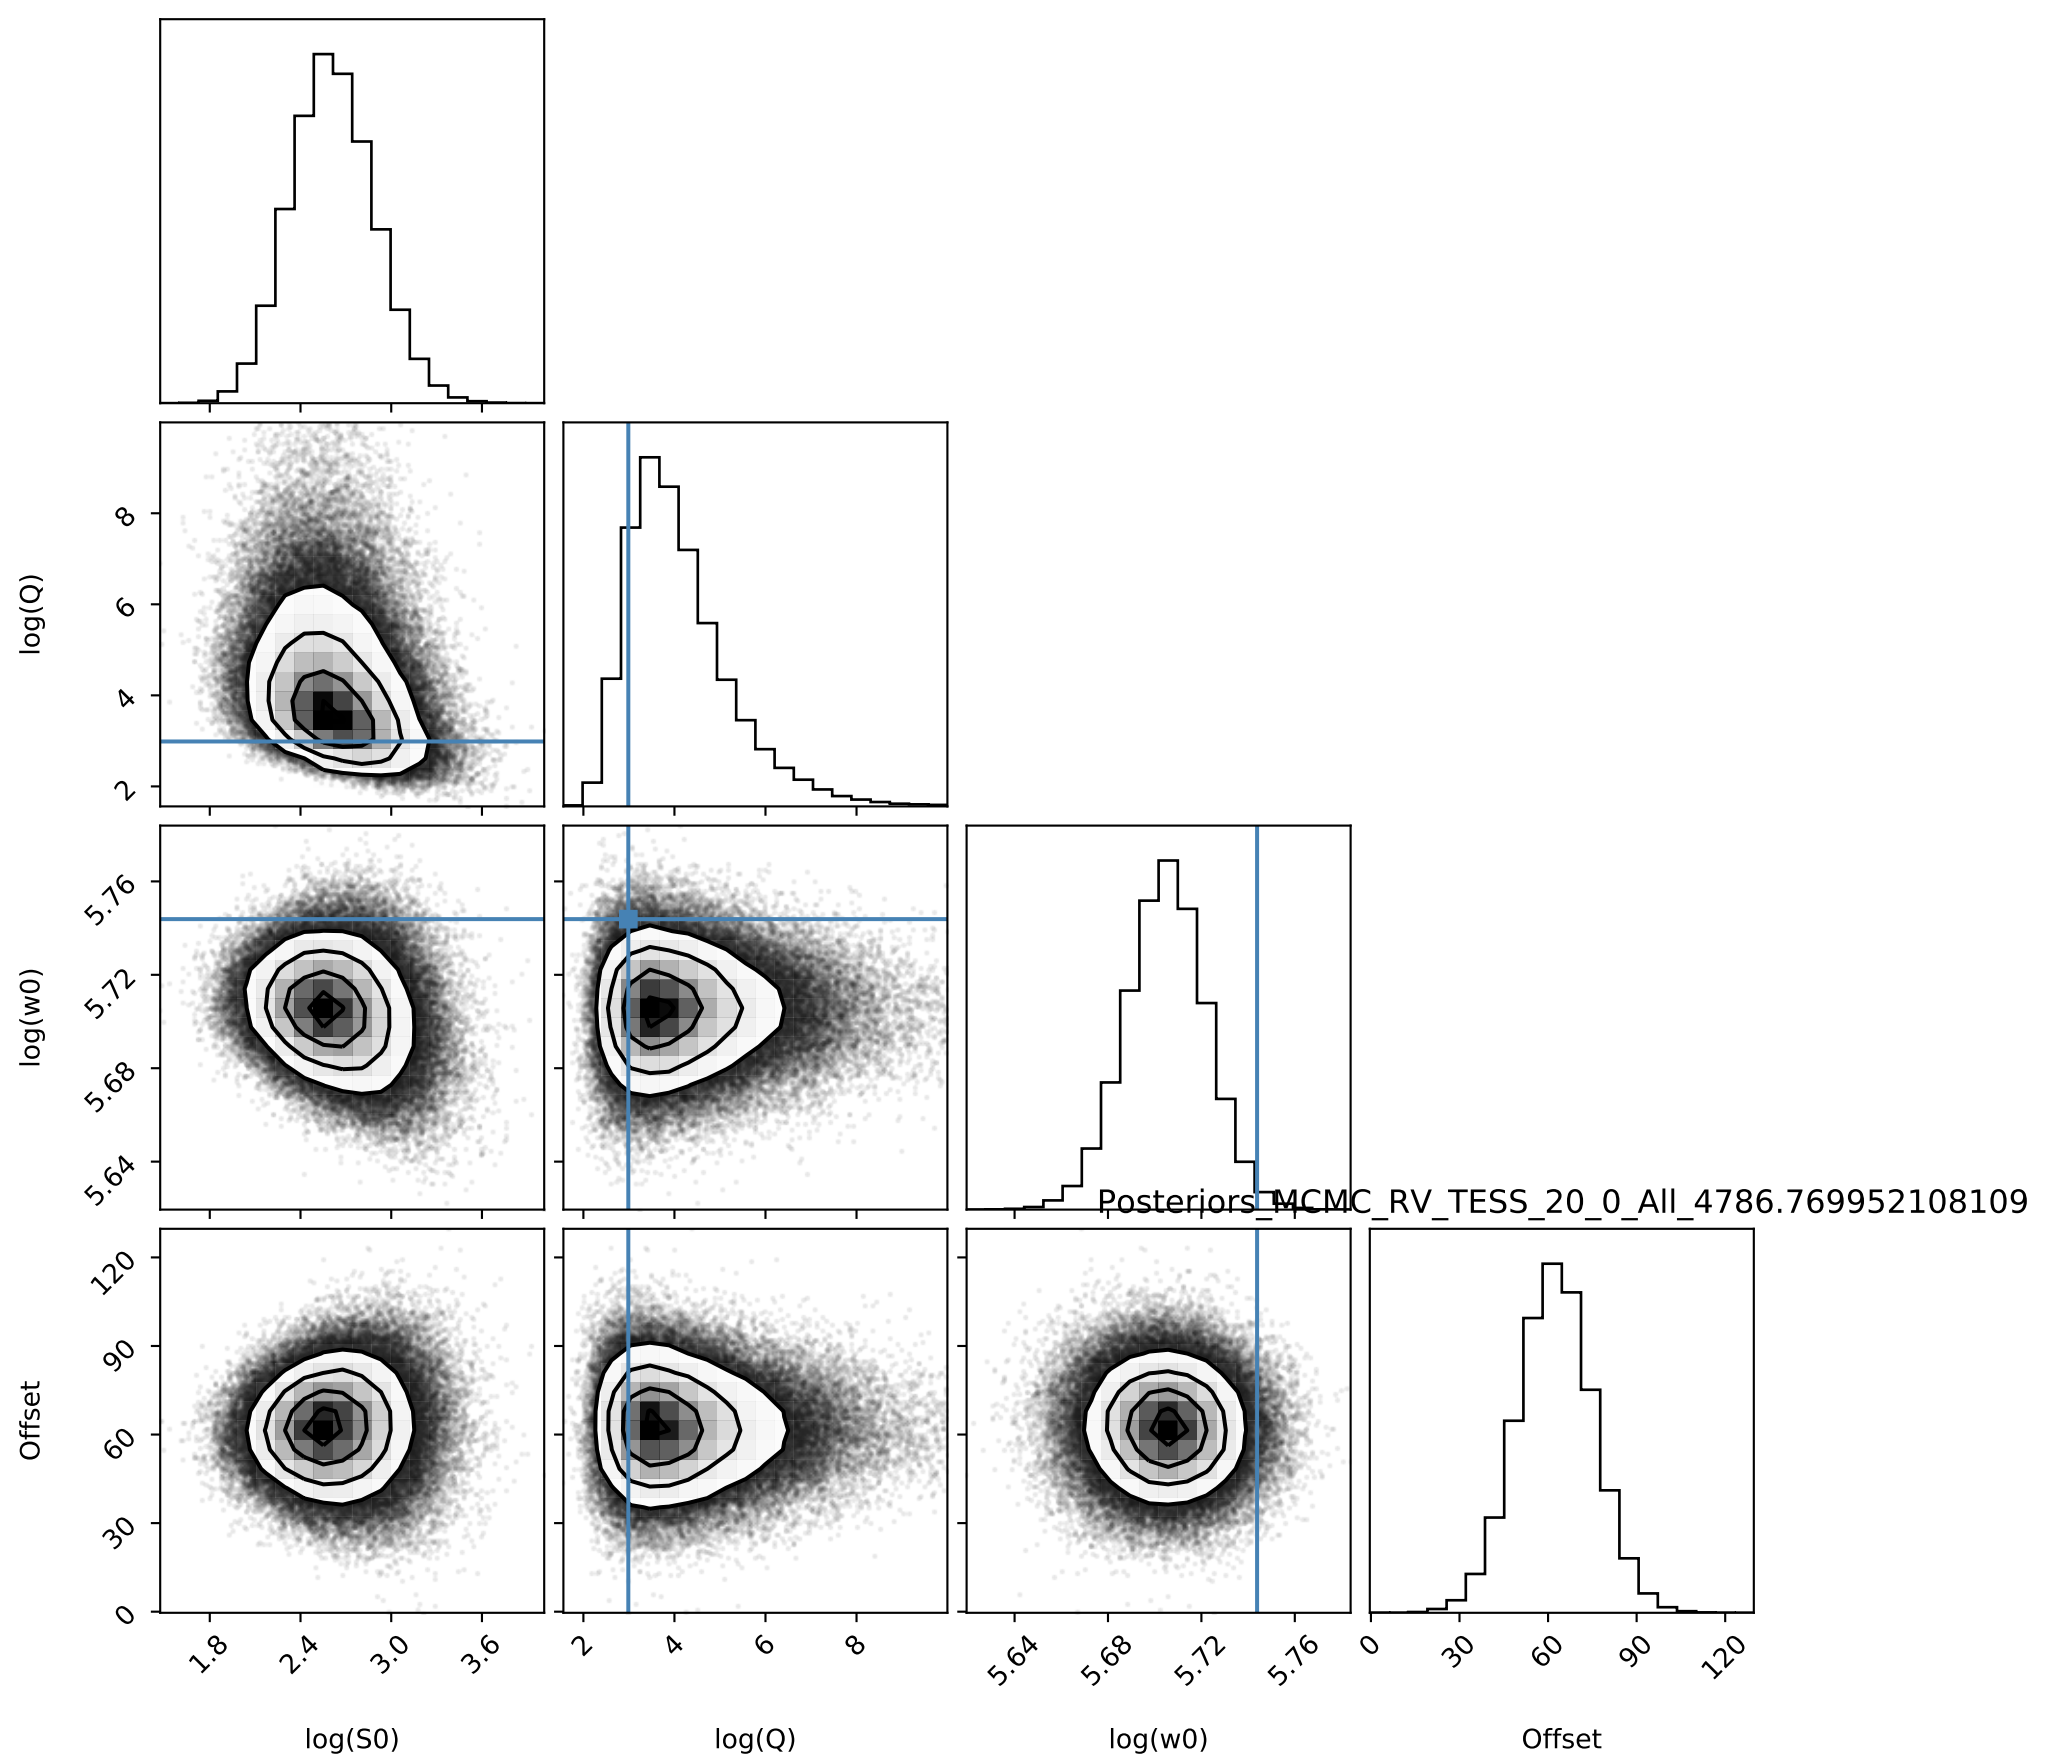 8
6
4
2
log(Q)
5.76
5.72
5.68
5.64
log(w0)
Posteriors_MCMC_RV_TESS_20_0_All_4786.769952108109
120
90
60
30
0
Offset
1.8 2.4 3.0 3.6 2 4 6 8 5.64 5.68 5.72 5.76 0 30 60 90 120
log(S0) log(Q) log(w0) Offset